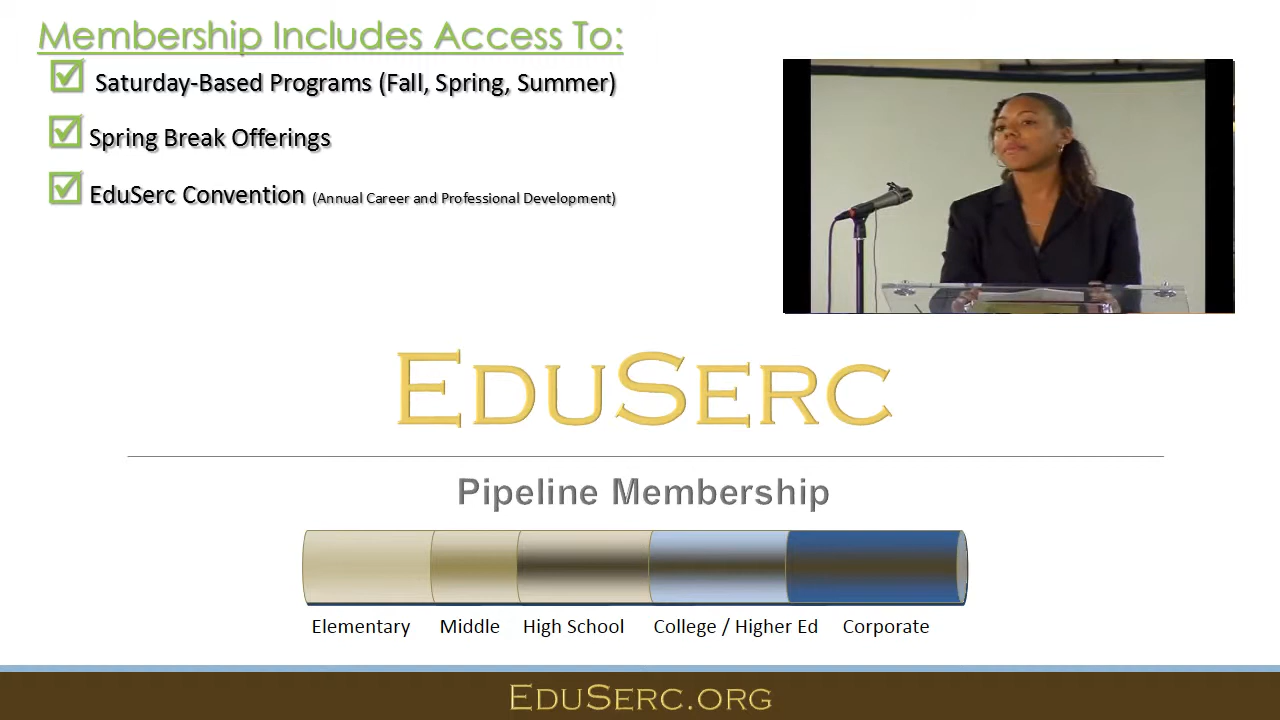 Membership Includes Access To:
Saturday-Based Programs (Fall, Spring, Summer)
Spring Break Offerings
EduSerc Convention (Annual Career and Professional Development)
EDUSERC
Pipeline Membership
Elementary Middle High School College / Higher Ed Corporate
EDUSERC.ORG